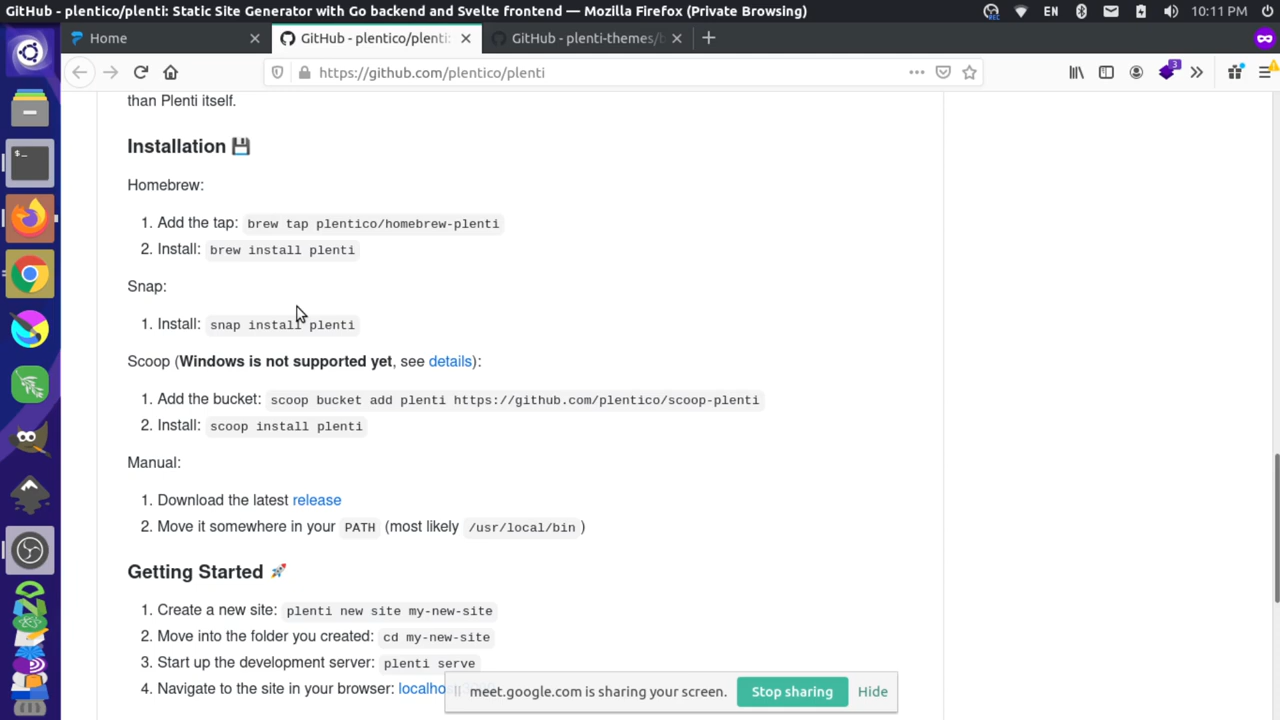 GitHub - plentico/plenti: Static Site Generator with Go backend and Svelte frontend — Mozilla Firefox (Private Browsing)
EN
10:11 PM
Home
GitHub - plentico/plenti:
GitHub - plenti-themes/b
https://github.com/plentico/plenti
3
than Plenti itself.
Installation 💾
Homebrew:
1. Add the tap: brew tap plentico/homebrew-plenti
2. Install: brew install plenti
Snap:
1. Install: snap install plenti
Scoop (Windows is not supported yet, see details):
1. Add the bucket: scoop bucket add plenti https://github.com/plentico/scoop-plenti
2. Install: scoop install plenti
Manual:
1. Download the latest release
2. Move it somewhere in your PATH (most likely /usr/local/bin )
Getting Started 🚀
1. Create a new site: plenti new site my-new-site
2. Move into the folder you created: cd my-new-site
3. Start up the development server: plenti serve
4. Navigate to the site in your browser: localho
meet.google.com is sharing your screen.
Stop sharing
Hide